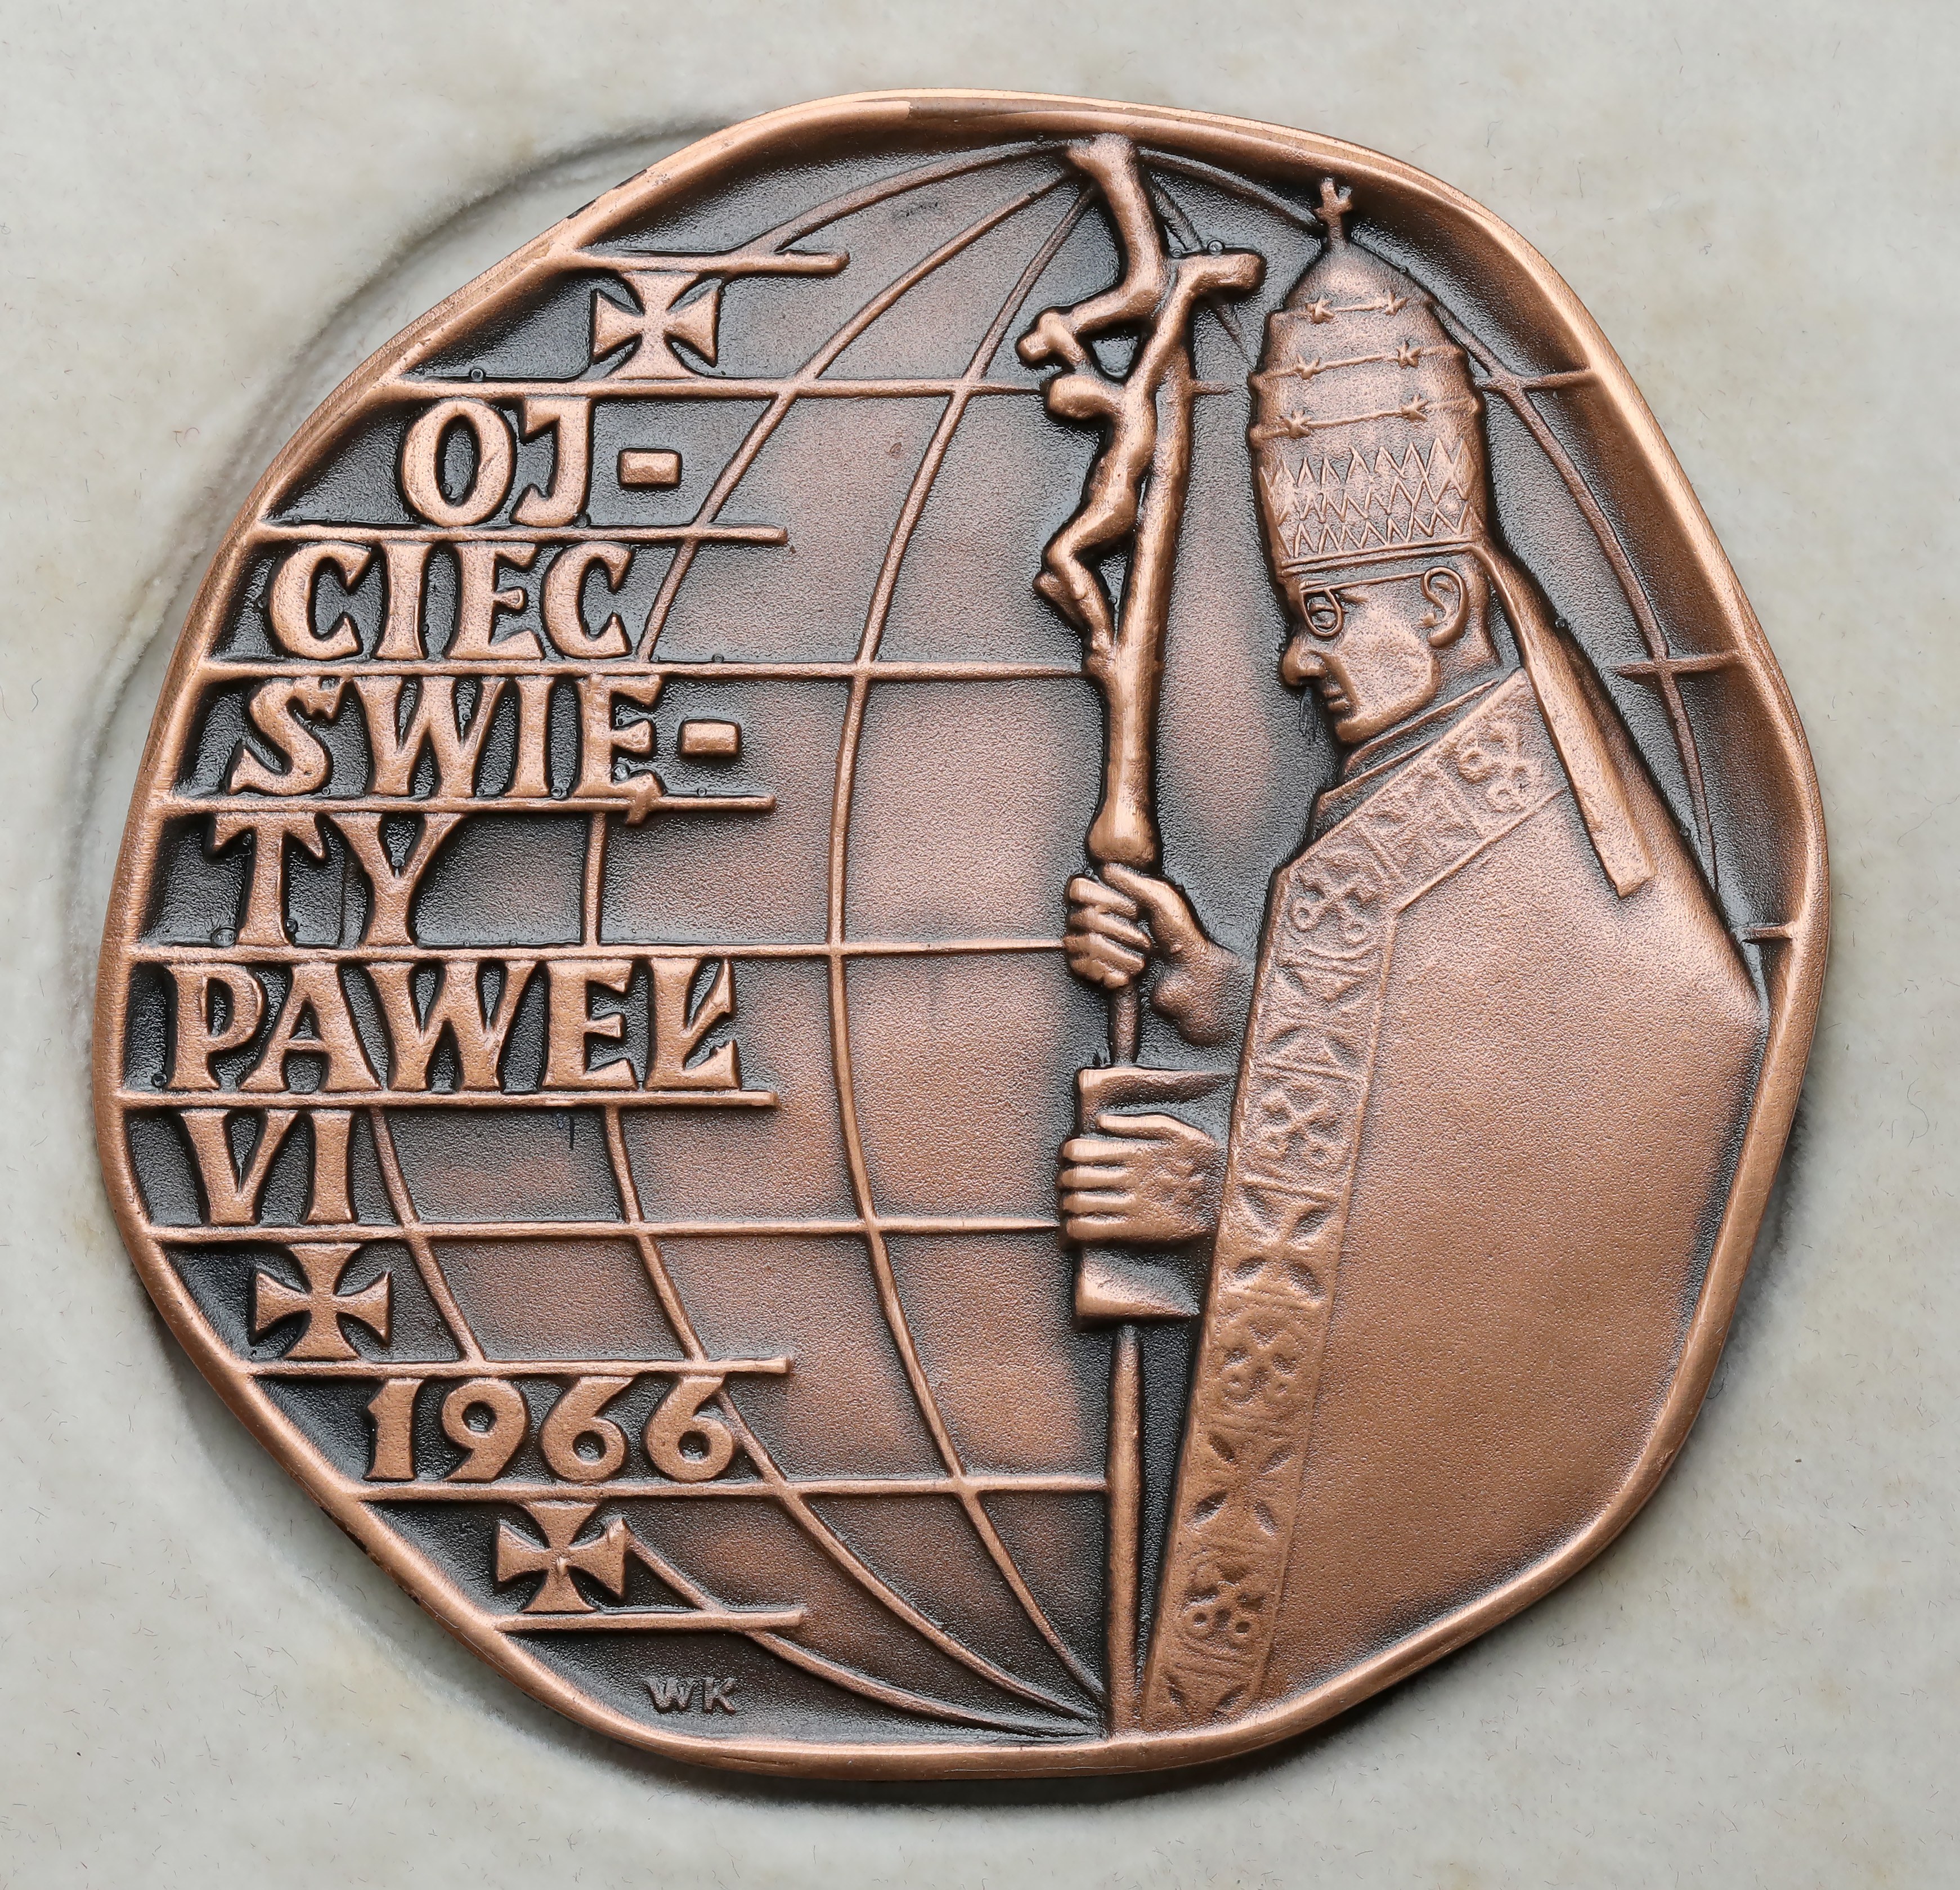 OJ-
CIEC
ŚWIĘ-
TY
PAWEŁ
VI
1966
WK